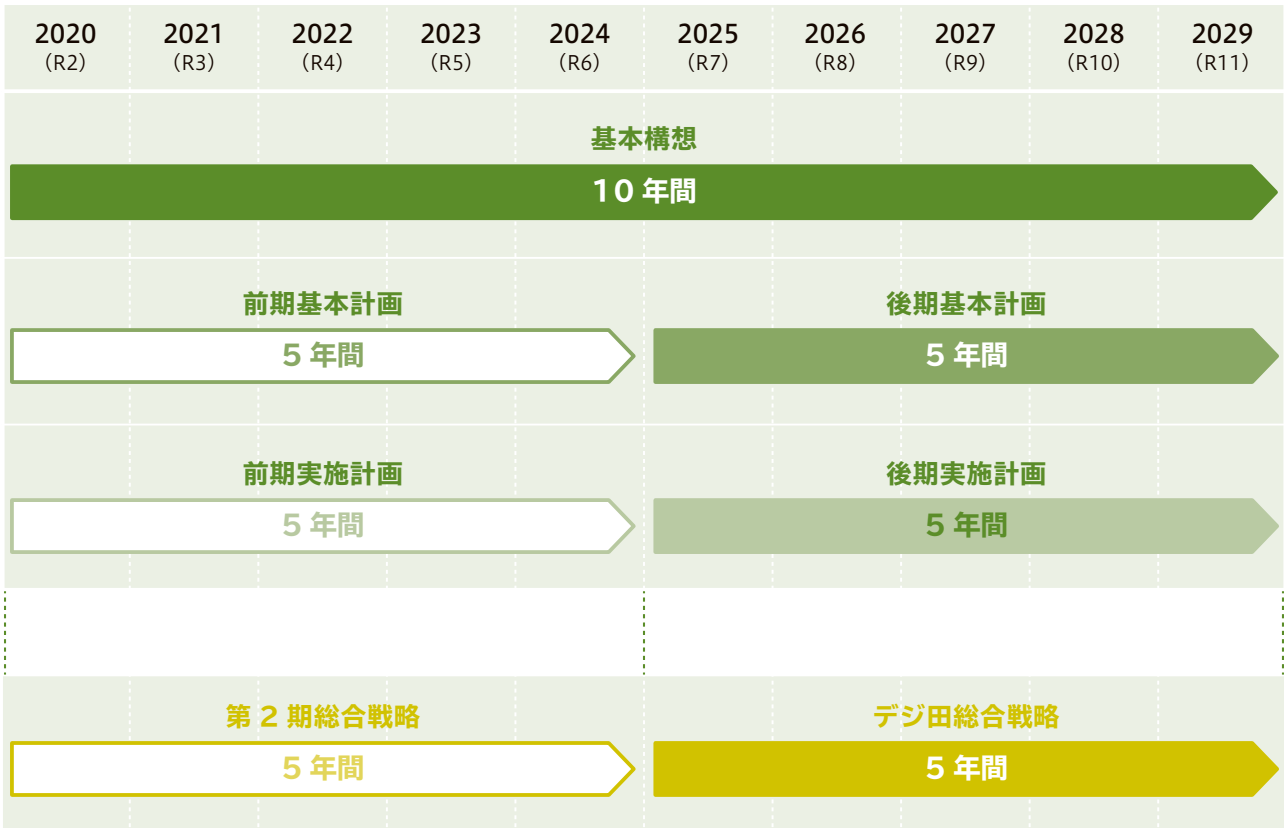 2020 2021 2022 2023 2024 2025 2026 2027 2028 2029
（R2） （R3） （R4） （R5） （R6） （R7） （R8） （R9） （R10） （R11）
基本構想
10 年間
前期基本計画 後期基本計画
5 年間 5 年間
前期実施計画 後期実施計画
5 年間 5 年間
第 2 期総合戦略 デジ田総合戦略
5 年間 5 年間